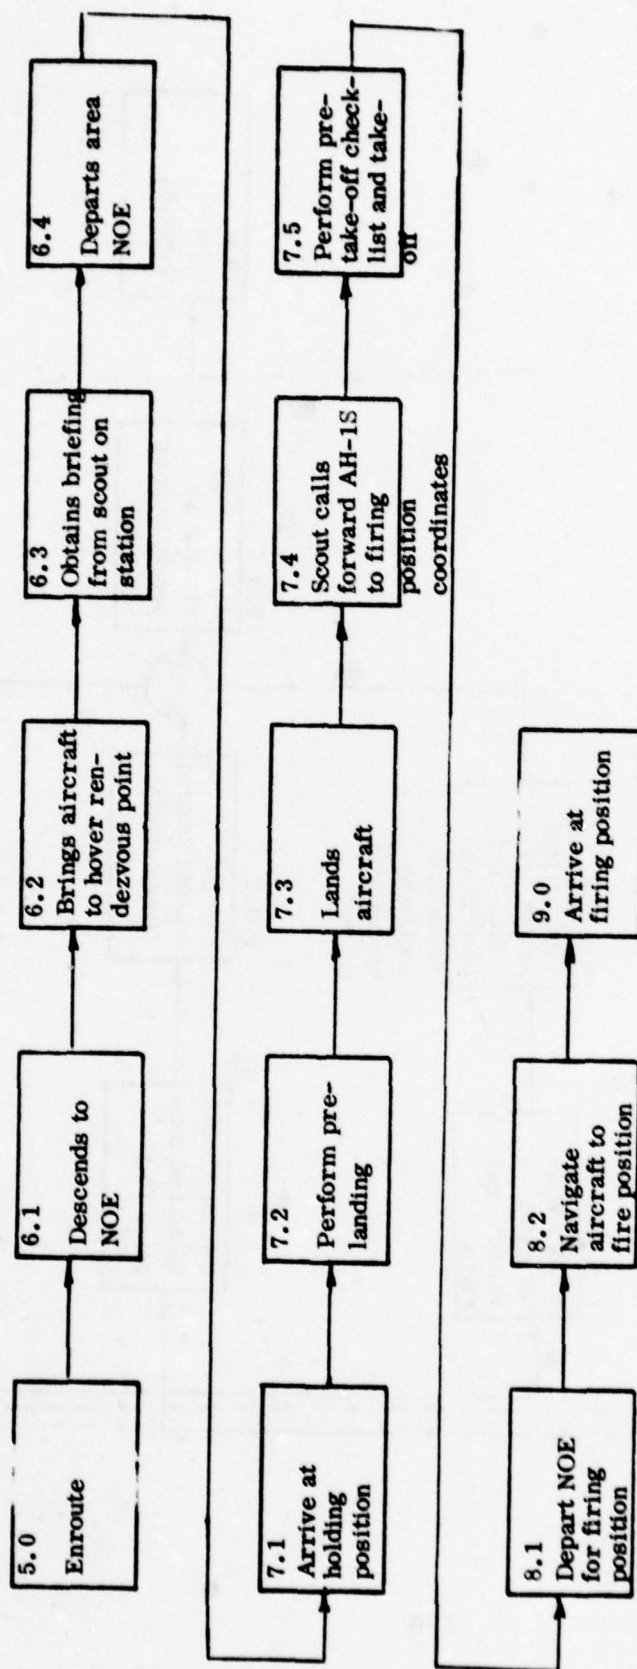 5.0
Enroute
6.1
Descends to
NOE
6.2
Brings aircraft
to hover ren-
dezvous point
6.3
Obtains briefing
from scout on
station
6.4
Departs area
NOE
7.1
Arrive at
holding
position
7.2
Perform pre-
landing
7.3
Lands
aircraft
7.4
Scout calls
forward AH-1S
to firing
position
coordinates
7.5
Perform pre-
take-off check-
list and take-
off
8.1
Depart NOE
for firing
position
8.2
Navigate
aircraft to
fire position
9.0
Arrive at
firing position